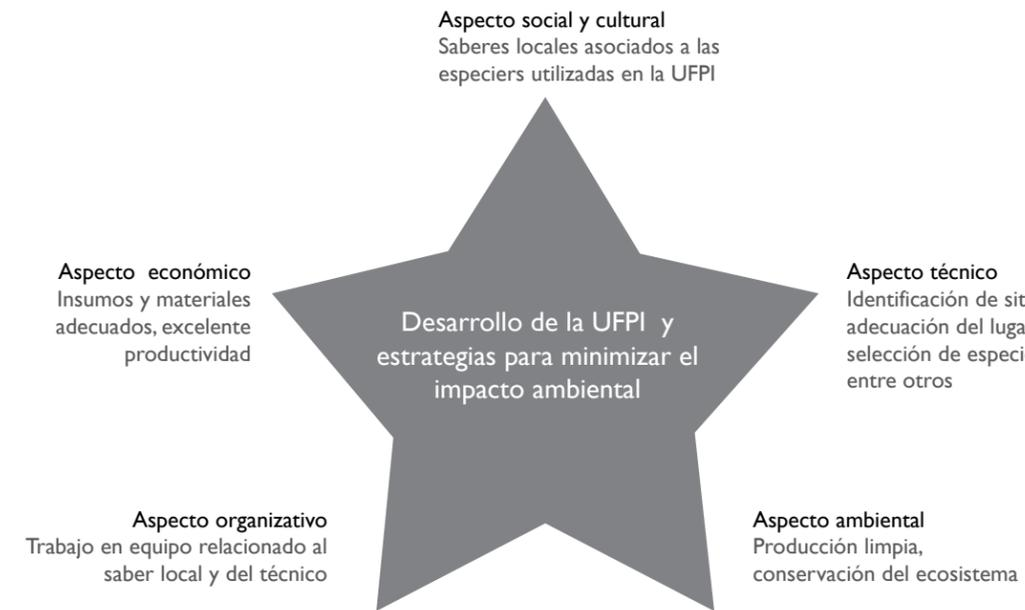 Aspecto social y cultural
Saberes locales asociados a las
especiers utilizadas en la UFPI
Aspecto económico
Insumos y materiales
adecuados, excelente
productividad
Desarrollo de la UFPI y
estrategias para minimizar el
impacto ambiental
Aspecto técnico
Identificación de
adecuación del
selección de
entre otros
Aspecto organizativo
Trabajo en equipo relacionado al
saber local y del técnico
Aspecto ambiental
Producción limpia,
conservación del ecosistema